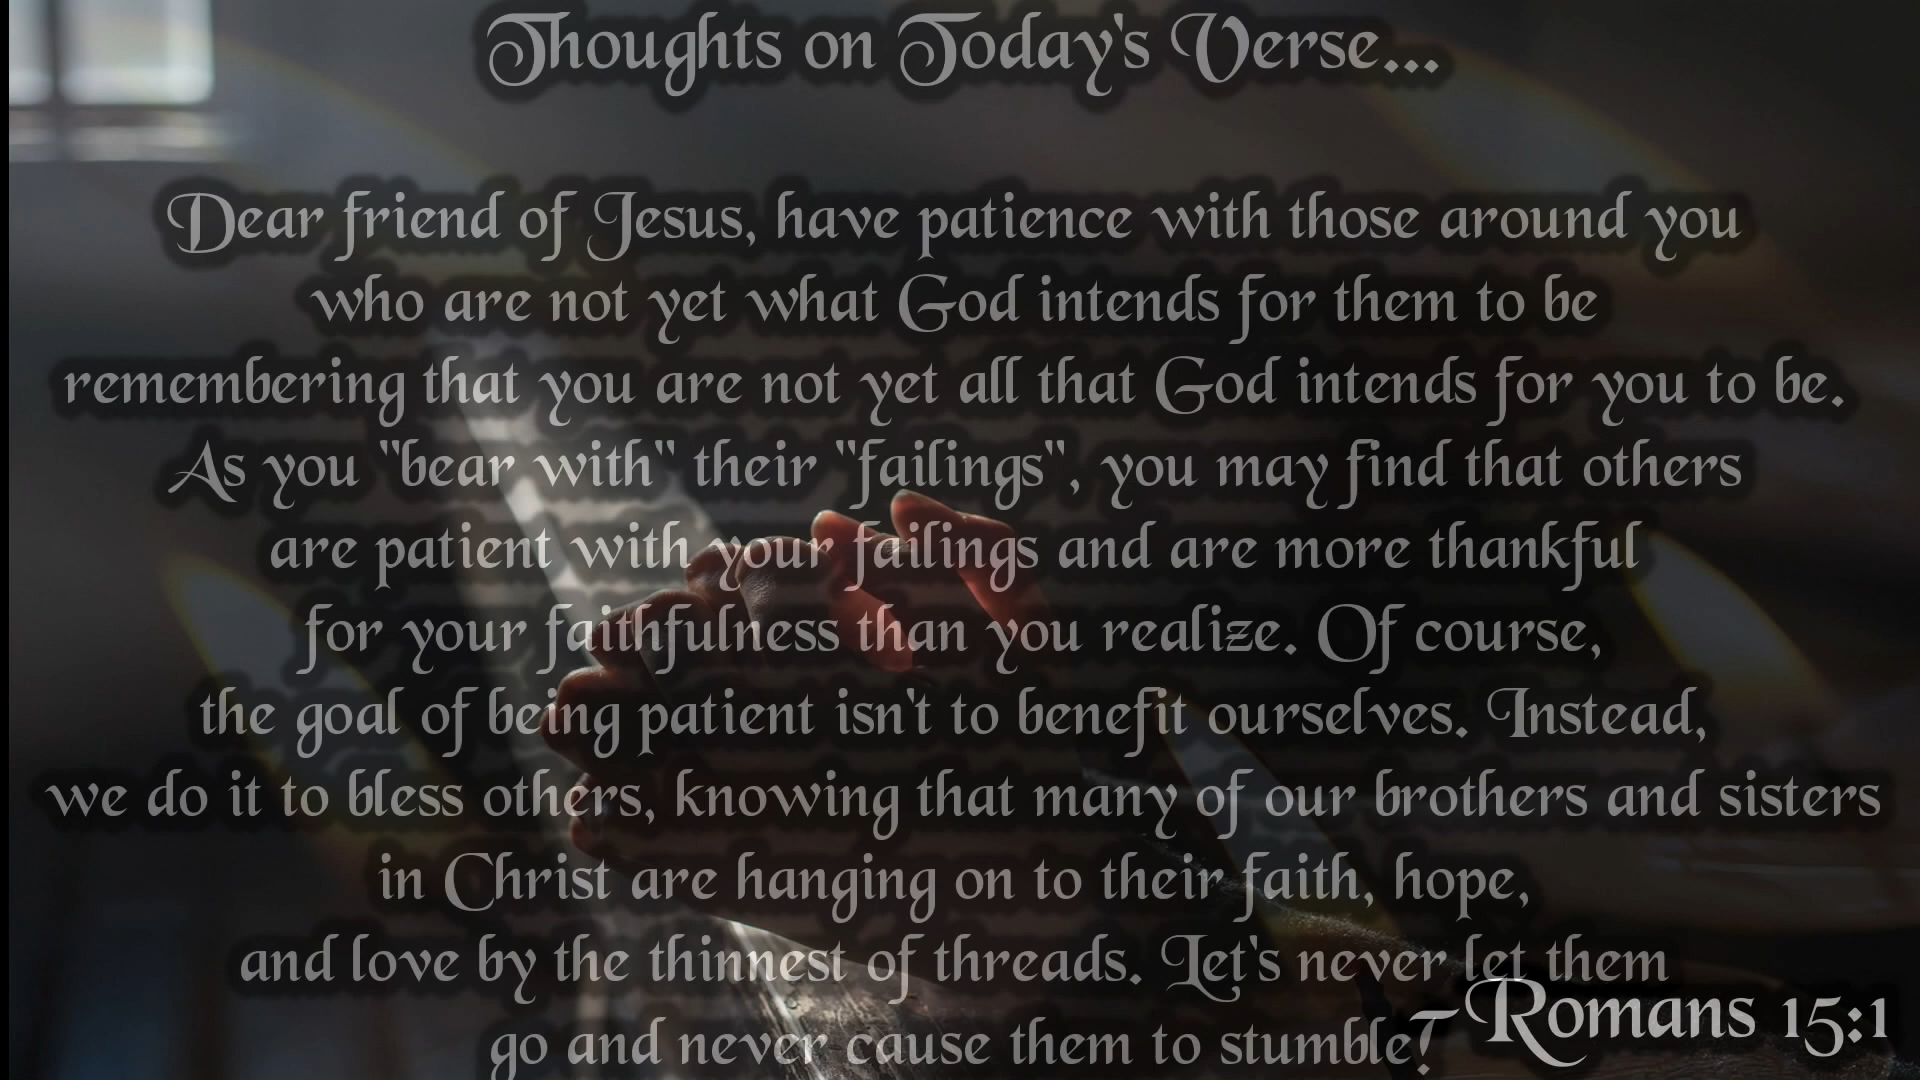 Thoughts on Today's Verse...
Dear friend of Jesus, have patience with those around you
who are not yet what God intends for them to be
remembering that you are not yet all that God intends for you to be.
As you "bear with" their "failings", you may find that others
are patient with your failings and are more thankful
for your faithfulness than you realize. Of course,
the goal of being patient isn't to benefit ourselves. Instead,
we do it to bless others, knowing that many of our brothers and sisters
in Christ are hanging on to their faith, hope,
and love by the thinnest of threads. Let's never let them
go and never cause them to stumble!
Romans 15:1